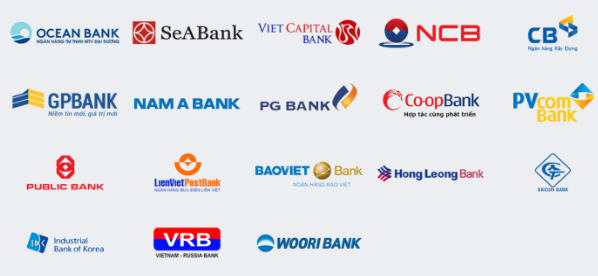 OCEAN BANK
NGÂN HÀNG TM TNHH MTV ĐẠI DƯƠNG
SeABank
VIET CAPITAL
BANK
NCB
CB
Ngân hàng Xây Dựng
GPBANK
Niềm tin mới, giá trị mới
NAM A BANK
PG BANK
Co-opBank
Hợp tác cùng phát triển
PVcom
Bank
PUBLIC BANK
LienVietPostBank
NGÂN HÀNG BƯU ĐIỆN LIÊN VIỆT
BAOVIET Bank
NGÂN HÀNG BẢO VIỆT
Hong Leong Bank
SAIGON BANK
Industrial
Bank of Korea
VRB
VIETNAM - RUSSIA BANK
WOORI BANK